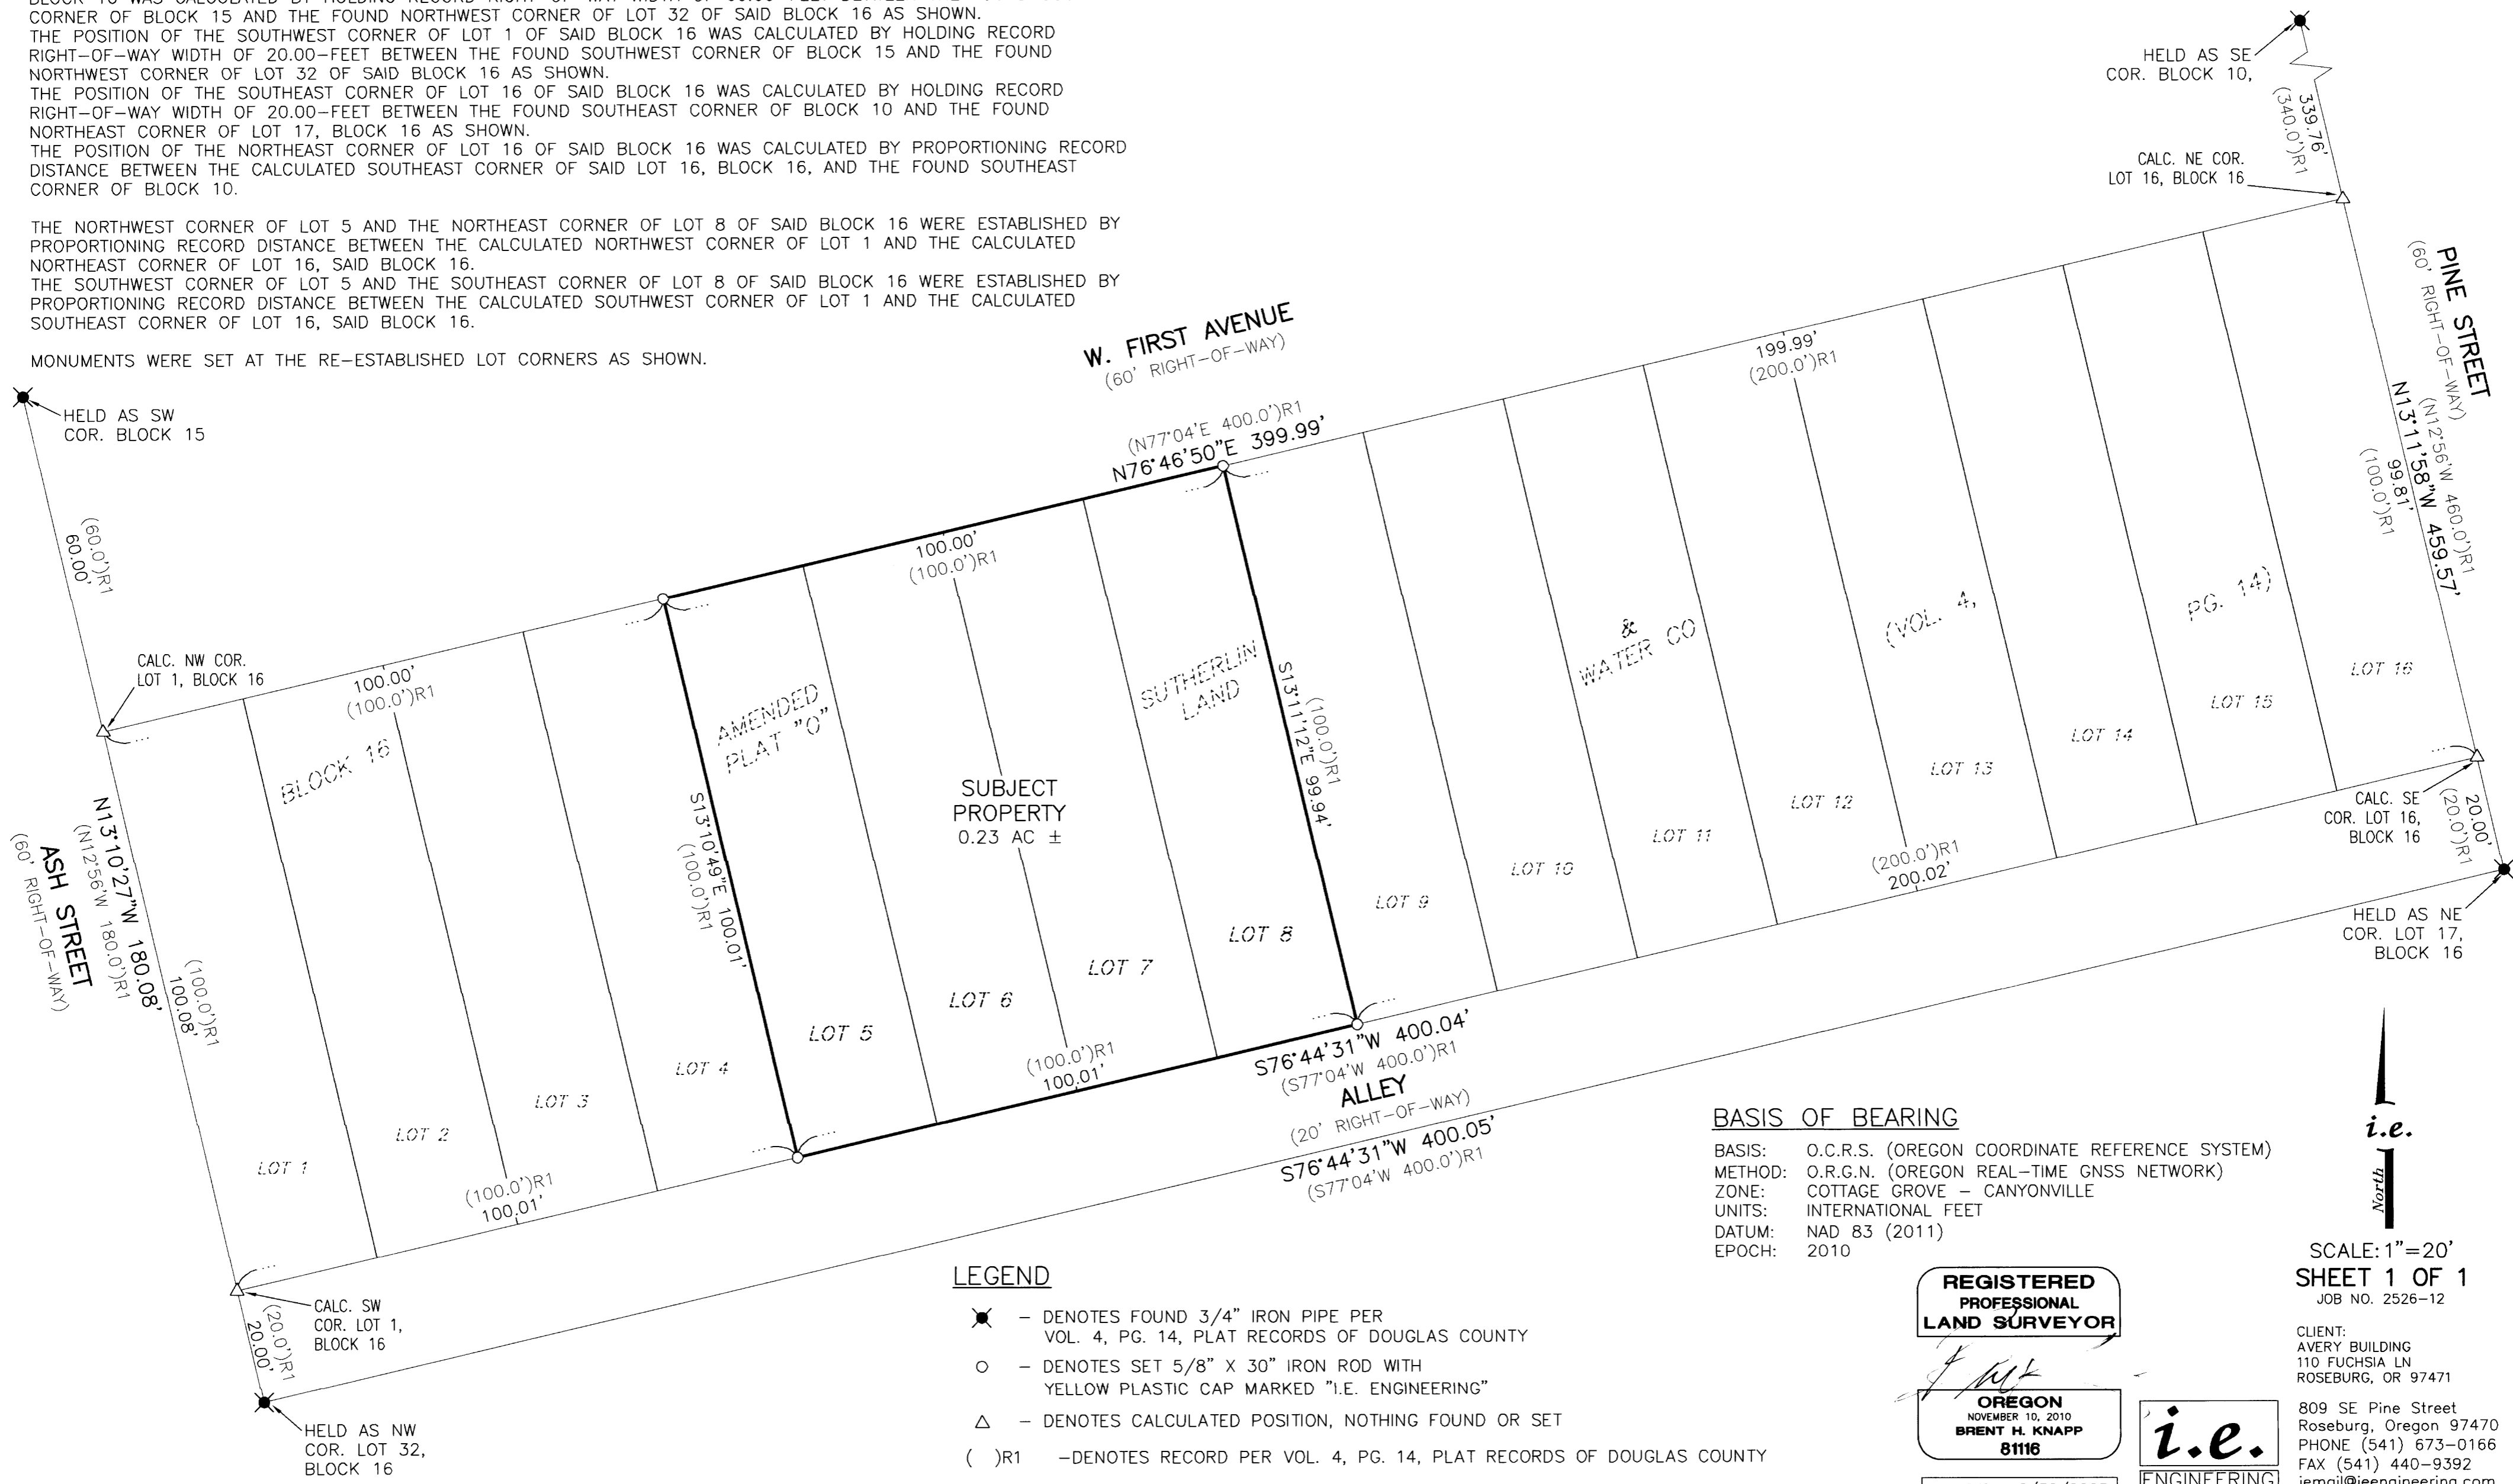 CORNER OF BLOCK 15 AND THE FOUND NORTHWEST CORNER OF LOT 32 OF SAID BLOCK 16 AS SHOWN.
THE POSITION OF THE SOUTHWEST CORNER OF LOT 1 OF SAID BLOCK 16 WAS CALCULATED BY HOLDING RECORD
RIGHT-OF-WAY WIDTH OF 20.00-FEET BETWEEN THE FOUND SOUTHWEST CORNER OF BLOCK 15 AND THE FOUND
NORTHWEST CORNER OF LOT 32 OF SAID BLOCK 16 AS SHOWN.
THE POSITION OF THE SOUTHEAST CORNER OF LOT 16 OF SAID BLOCK 16 WAS CALCULATED BY HOLDING RECORD
RIGHT-OF-WAY WIDTH OF 20.00-FEET BETWEEN THE FOUND SOUTHEAST CORNER OF BLOCK 10 AND THE FOUND
NORTHEAST CORNER OF LOT 17, BLOCK 16 AS SHOWN.
THE POSITION OF THE NORTHEAST CORNER OF LOT 16 OF SAID BLOCK 16 WAS CALCULATED BY PROPORTIONING RECORD
DISTANCE BETWEEN THE CALCULATED SOUTHEAST CORNER OF SAID LOT 16, BLOCK 16, AND THE FOUND SOUTHEAST
CORNER OF BLOCK 10.
THE NORTHWEST CORNER OF LOT 5 AND THE NORTHEAST CORNER OF LOT 8 OF SAID BLOCK 16 WERE ESTABLISHED BY
PROPORTIONING RECORD DISTANCE BETWEEN THE CALCULATED NORTHWEST CORNER OF LOT 1 AND THE CALCULATED
NORTHEAST CORNER OF LOT 16, SAID BLOCK 16.
THE SOUTHWEST CORNER OF LOT 5 AND THE SOUTHEAST CORNER OF LOT 8 OF SAID BLOCK 16 WERE ESTABLISHED BY
PROPORTIONING RECORD DISTANCE BETWEEN THE CALCULATED SOUTHWEST CORNER OF LOT 1 AND THE CALCULATED
SOUTHEAST CORNER OF LOT 16, SAID BLOCK 16.
MONUMENTS WERE SET AT THE RE-ESTABLISHED LOT CORNERS AS SHOWN.
HELD AS SE
COR. BLOCK 10,
339.76'
(340.0')R1
CALC. NE COR.
LOT 16, BLOCK 16
PINE STREET
(60' RIGHT-OF-WAY)
(N12°56'W 460.0')R1
N13°11'58"W 459.57'
99.81'
(100.0')R1
W. FIRST AVENUE
(60' RIGHT-OF-WAY)
(N77°04'E 400.0')R1
N76°46'50"E 399.99'
199.99'
(200.0')R1
HELD AS SW
COR. BLOCK 15
(60.0')R1
60.00'
CALC. NW COR.
LOT 1, BLOCK 16
100.00'
(100.0')R1
100.00'
(100.0')R1
BLOCK 16
AMENDED
PLAT "O"
SUTHERLIN
LAND
&
WATER CO
(VOL. 4,
PG. 14)
SUBJECT
PROPERTY
0.23 AC ±
S13°10'49"E 100.01'
(100.0')R1
(100.0')R1
S13°11'12"E 99.94'
N13°10'27"W 180.08'
(N12°56'W 180.0')R1
ASH STREET
(60' RIGHT-OF-WAY)
(100.0')R1
100.08'
LOT 1
LOT 2
LOT 3
LOT 4
LOT 5
LOT 6
LOT 7
LOT 8
LOT 9
LOT 10
LOT 11
LOT 12
LOT 13
LOT 14
LOT 15
LOT 16
(200.0')R1
200.02'
(100.0')R1
100.01'
(100.0')R1
100.01'
S76°44'31"W 400.04'
(S77°04'W 400.0')R1
ALLEY
(20' RIGHT-OF-WAY)
S76°44'31"W 400.05'
(S77°04'W 400.0')R1
CALC. SE
COR. LOT 16,
BLOCK 16
20.00'
(20.0')R1
HELD AS NE
COR. LOT 17,
BLOCK 16
CALC. SW
COR. LOT 1,
BLOCK 16
(20.0')R1
20.00'
HELD AS NW
COR. LOT 32,
BLOCK 16
LEGEND
– DENOTES FOUND 3/4" IRON PIPE PER
VOL. 4, PG. 14, PLAT RECORDS OF DOUGLAS COUNTY
– DENOTES SET 5/8" X 30" IRON ROD WITH
YELLOW PLASTIC CAP MARKED "I.E. ENGINEERING"
– DENOTES CALCULATED POSITION, NOTHING FOUND OR SET
( )R1 –DENOTES RECORD PER VOL. 4, PG. 14, PLAT RECORDS OF DOUGLAS COUNTY
BASIS OF BEARING
BASIS: O.C.R.S. (OREGON COORDINATE REFERENCE SYSTEM)
METHOD: O.R.G.N. (OREGON REAL-TIME GNSS NETWORK)
ZONE: COTTAGE GROVE – CANYONVILLE
UNITS: INTERNATIONAL FEET
DATUM: NAD 83 (2011)
EPOCH: 2010
i.e.
North
SCALE: 1"=20'
SHEET 1 OF 1
JOB NO. 2526-12
REGISTERED
PROFESSIONAL
LAND SURVEYOR
OREGON
NOVEMBER 10, 2010
BRENT H. KNAPP
81116
CLIENT:
AVERY BUILDING
110 FUCHSIA LN
ROSEBURG, OR 97471
i.e.
ENGINEERING
809 SE Pine Street
Roseburg, Oregon 97470
PHONE (541) 673-0166
FAX (541) 440-9392
iemail@ieengineering.com